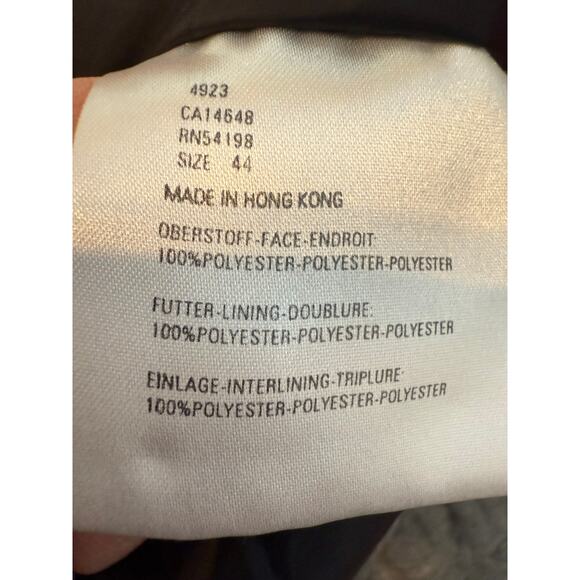 4923
CA14648
RN54198
SIZE 44
MADE IN HONG KONG
OBERSTOFF-FACE-ENDROIT:
100%POLYESTER-POLYESTER-POLYESTER
FUTTER-LINING-DOUBLURE:
100%POLYESTER-POLYESTER-POLYESTER
EINLAGE-INTERLINING-TRIPLURE:
100%POLYESTER-POLYESTER-POLYESTER